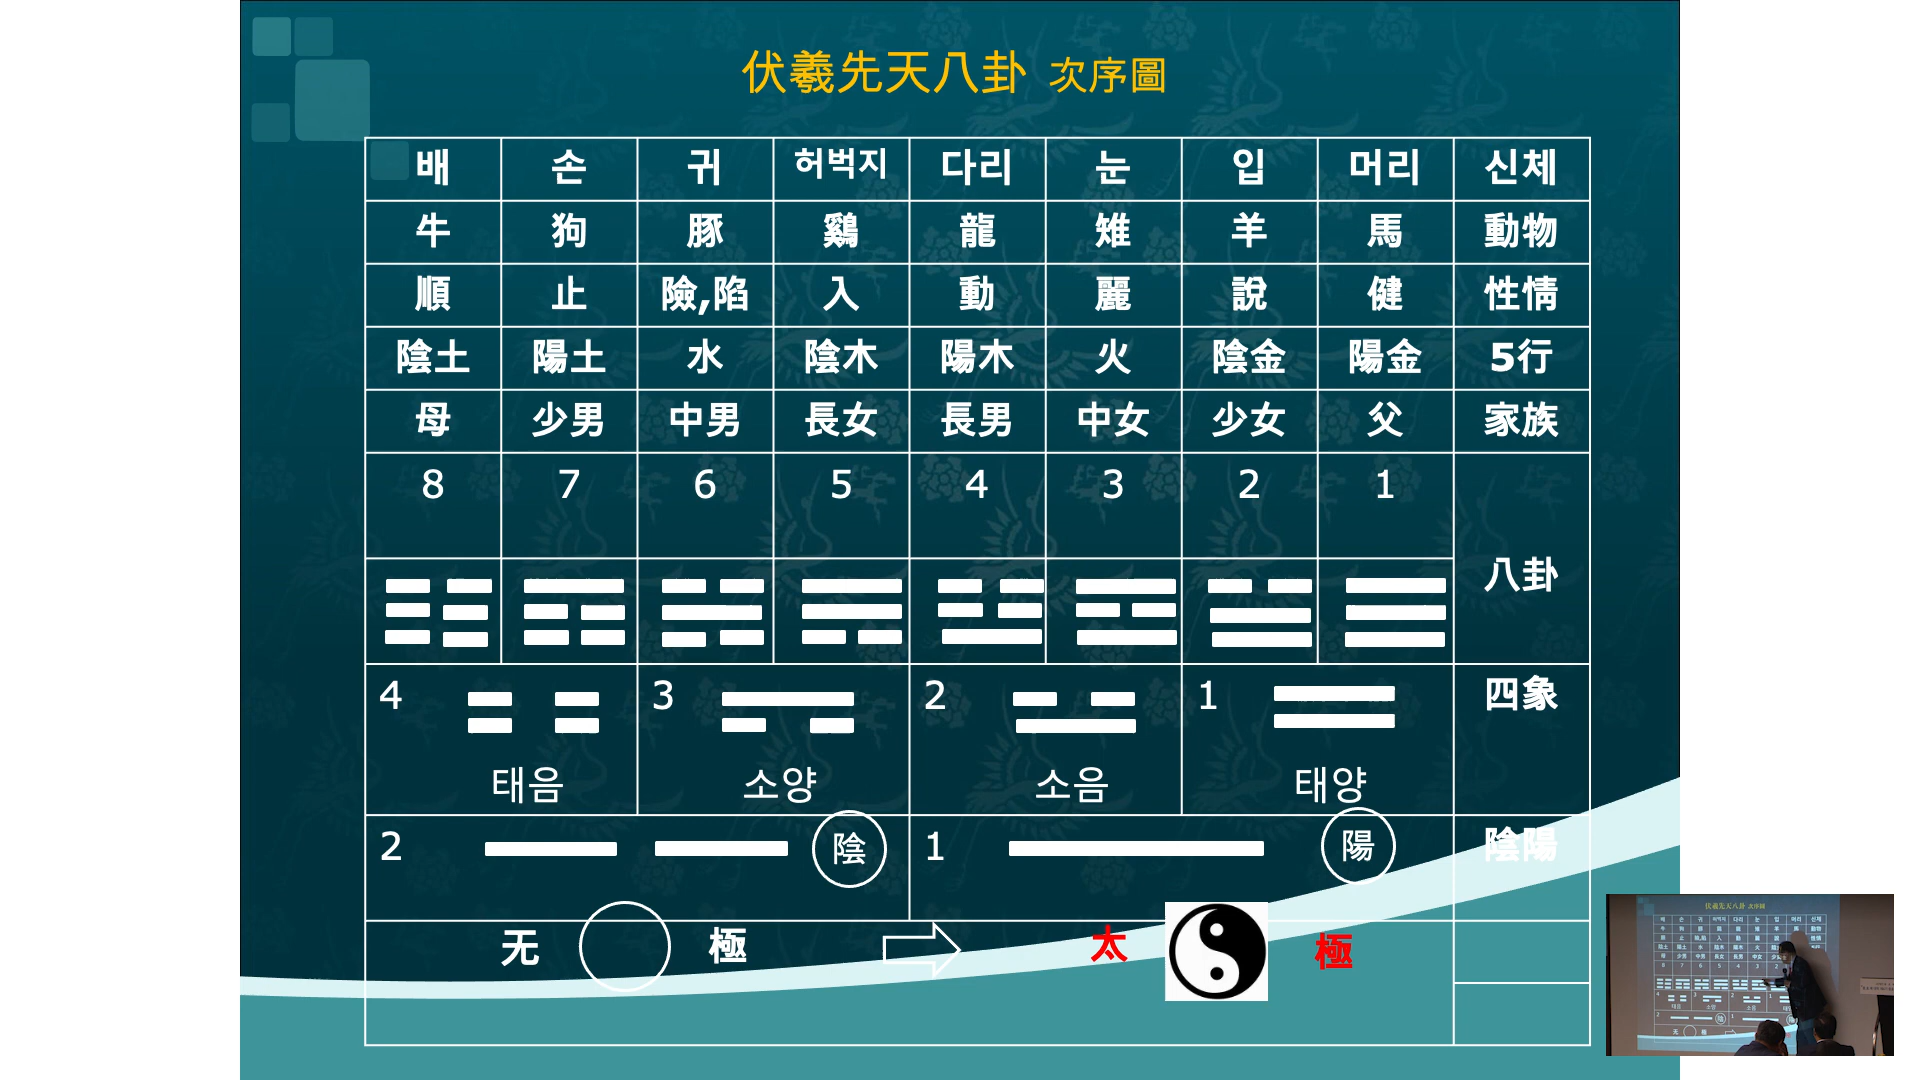 伏羲先天八卦 次序圖
배 손 귀 허벅지 다리 눈 입 머리 신체
牛 狗 豚 鷄 龍 雉 羊 馬 動物
順 止 險,陷 入 動 麗 說 健 性情
陰土 陽土 水 陰木 陽木 火 陰金 陽金 5行
母 少男 中男 長女 長男 中女 少女 父 家族
8 7 6 5 4 3 2 1
八卦
4 3 2 1 四象
태음 소양 소음 태양
2 陰 1 陽 陰陽
无 極 太 極